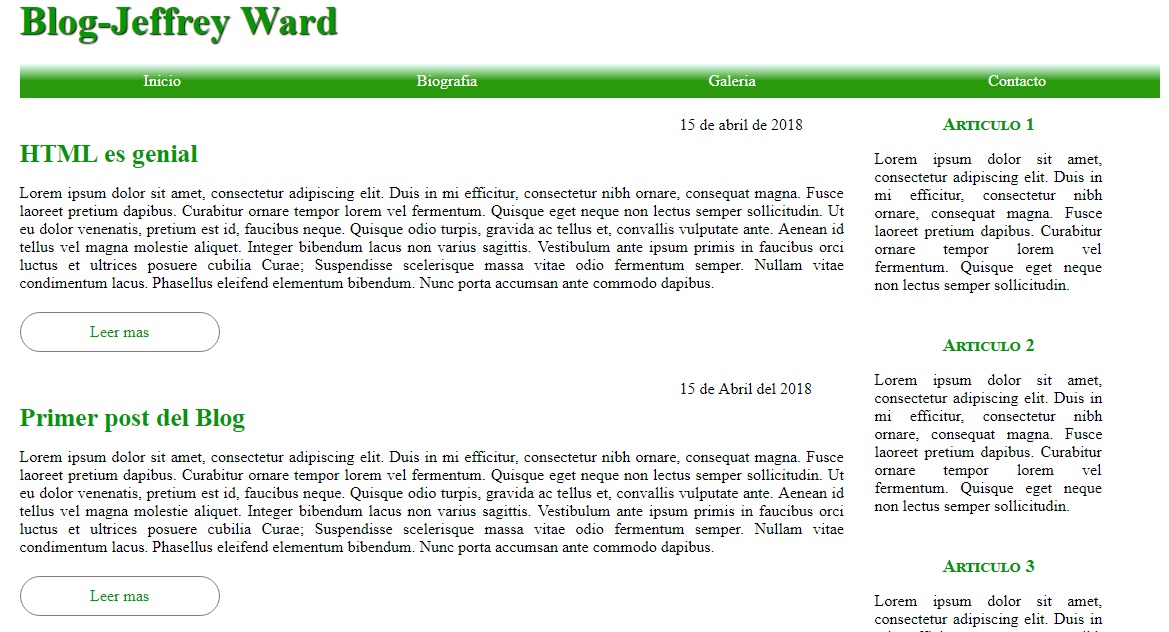 Blog-Jeffrey Ward
Inicio
Biografía
Galeria
Contacto
15 de abril de 2018
HTML es genial
Lorem ipsum dolor sit amet, consectetur adipiscing elit. Duis in mi efficitur, consectetur nibh ornare, consequat magna. Fusce
laoreet pretium dapibus. Curabitur ornare tempor lorem vel fermentum. Quisque eget neque non lectus semper sollicitudin. Ut
eu dolor venenatis, pretium est id, faucibus neque. Quisque odio turpis, gravida ac tellus et, convallis vulputate ante. Aenean id
tellus vel magna molestie aliquet. Integer bibendum lacus non varius sagittis. Vestibulum ante ipsum primis in faucibus orci
luctus et ultrices posuere cubilia Curae; Suspendisse scelerisque massa vitae odio fermentum semper. Nullam vitae
condimentum lacus. Phasellus eleifend elementum bibendum. Nunc porta accumsan ante commodo dapibus.
Leer mas
15 de Abril del 2018
Primer post del Blog
Lorem ipsum dolor sit amet, consectetur adipiscing elit. Duis in mi efficitur, consectetur nibh ornare, consequat magna. Fusce
laoreet pretium dapibus. Curabitur ornare tempor lorem vel fermentum. Quisque eget neque non lectus semper sollicitudin. Ut
eu dolor venenatis, pretium est id, faucibus neque. Quisque odio turpis, gravida ac tellus et, convallis vulputate ante. Aenean id
tellus vel magna molestie aliquet. Integer bibendum lacus non varius sagittis. Vestibulum ante ipsum primis in faucibus orci
luctus et ultrices posuere cubilia Curae; Suspendisse scelerisque massa vitae odio fermentum semper. Nullam vitae
condimentum lacus. Phasellus eleifend elementum bibendum. Nunc porta accumsan ante commodo dapibus.
Leer mas
Articulo 1
Lorem ipsum dolor sit amet,
consectetur adipiscing elit. Duis in
mi efficitur, consectetur nibh
ornare, consequat magna. Fusce
laoreet pretium dapibus. Curabitur
ornare tempor lorem vel
fermentum. Quisque eget neque
non lectus semper sollicitudin.
Articulo 2
Lorem ipsum dolor sit amet,
consectetur adipiscing elit. Duis in
mi efficitur, consectetur nibh
ornare, consequat magna. Fusce
laoreet pretium dapibus. Curabitur
ornare tempor lorem vel
fermentum. Quisque eget neque
non lectus semper sollicitudin.
Articulo 3
Lorem ipsum dolor sit amet,
consectetur adipiscing elit. Duis in